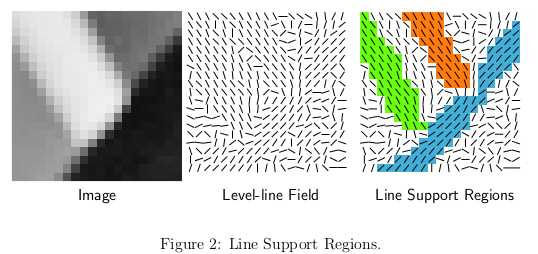 Image
Level-line Field
Line Support Regions
Figure 2: Line Support Regions.